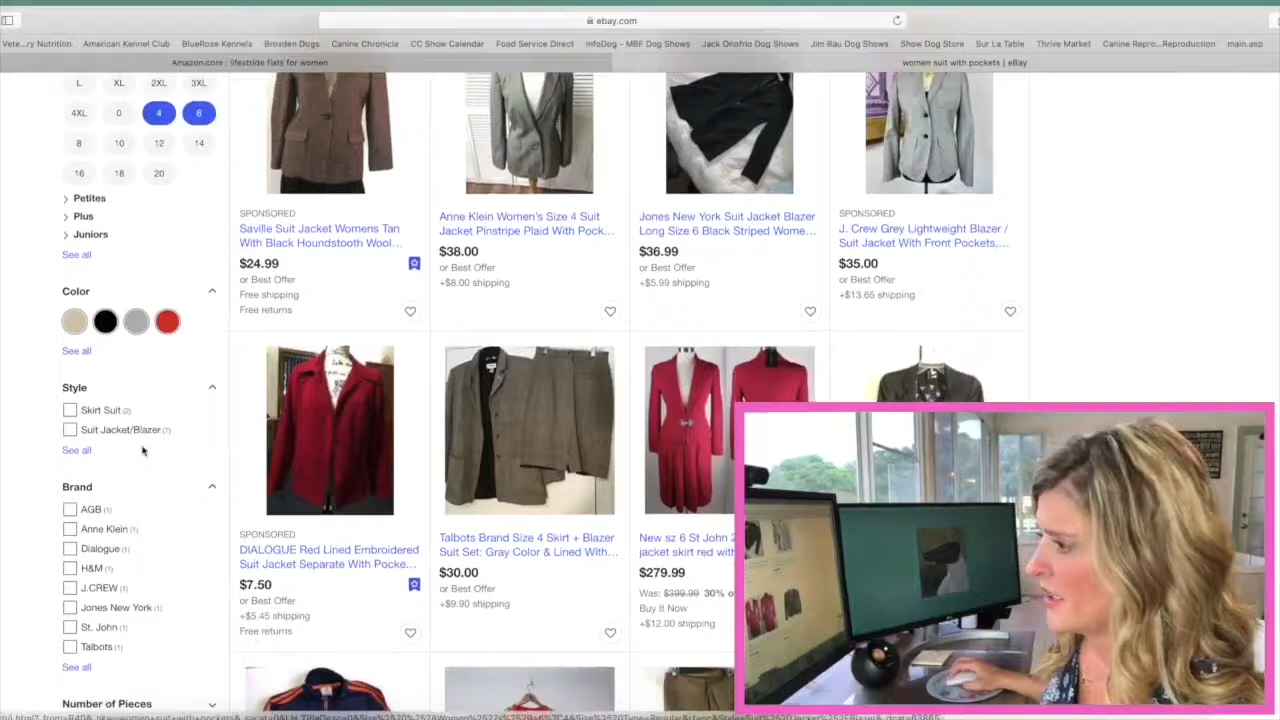 ebay.com
Vete...ry Nutrition American Kennel Club BlueRose Kennels Broxden Dogs Canine Chronicle CC Show Calendar Food Service Direct InfoDog - MBF Dog Shows Jack Onofrio Dog Shows Jim Rau Dog Shows Show Dog Store Sur La Table Thrive Market Canine Repro...Reproduction main.asp
Amazon.com : lifestride flats for women women suit with pockets | eBay
L XL 2XL 3XL
4XL 0 4 6
8 10 12 14
16 18 20
Petites
Plus
Juniors
See all
Color
See all
Style
Skirt Suit (2)
Suit Jacket/Blazer (7)
See all
Brand
AGB (1)
Anne Klein (1)
Dialogue (1)
H&M (1)
J.CREW (1)
Jones New York (1)
St. John (1)
Talbots (1)
See all
Number of Pieces
SPONSORED
Saville Suit Jacket Womens Tan
With Black Houndstooth Wool...
$24.99
or Best Offer
Free shipping
Free returns
Anne Klein Women's Size 4 Suit
Jacket Pinstripe Plaid With Pock...
$38.00
or Best Offer
+$8.00 shipping
Jones New York Suit Jacket Blazer
Long Size 6 Black Striped Wome...
$36.99
or Best Offer
+$5.99 shipping
SPONSORED
J. Crew Grey Lightweight Blazer /
Suit Jacket With Front Pockets,...
$35.00
or Best Offer
+$13.65 shipping
SPONSORED
DIALOGUE Red Lined Embroidered
Suit Jacket Separate With Pocke...
$7.50
or Best Offer
+$5.45 shipping
Free returns
Talbots Brand Size 4 Skirt + Blazer
Suit Set: Gray Color & Lined With...
$30.00
or Best Offer
+$9.90 shipping
New sz 6 St John 2
jacket skirt red with
$279.99
Was: $399.99 30% o
Buy It Now
+$12.00 shipping